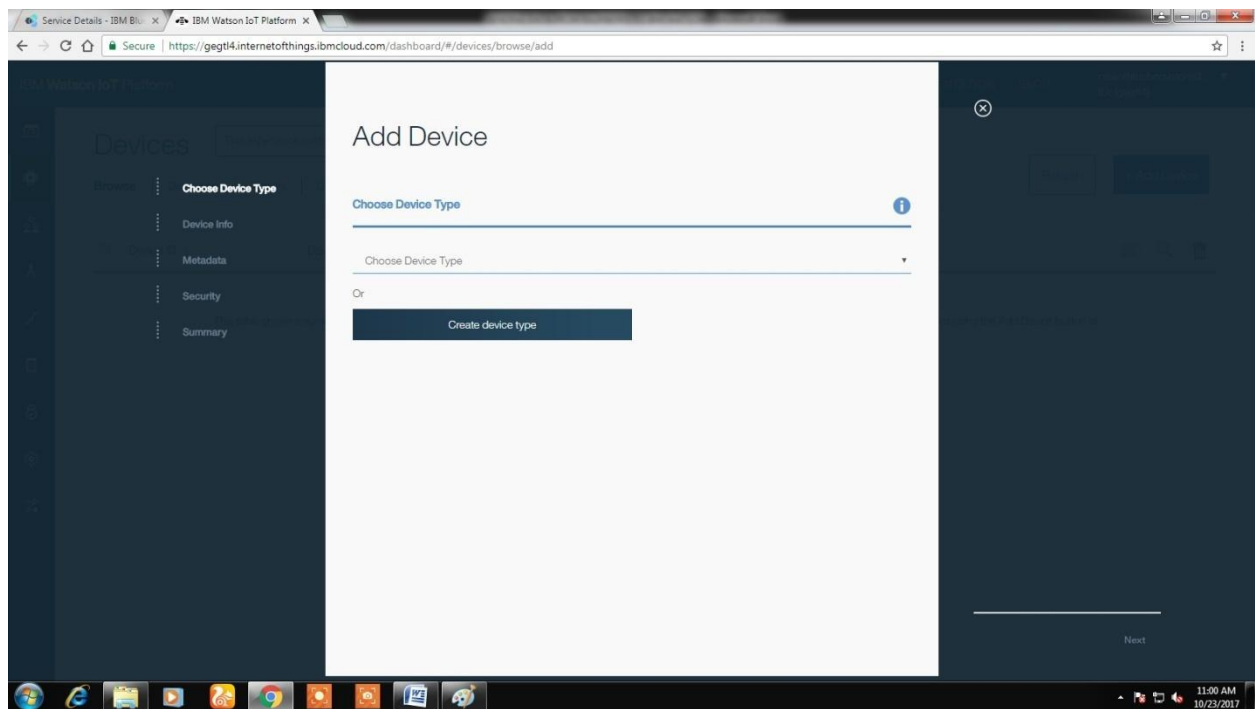 Service Details - IBM Blu
IBM Watson IoT Platform
Secure | https://gegtl4.internetofthings.ibmcloud.com/dashboard/#/devices/browse/add
IBM Watson IoT Platform
Devices
Browse
Add Device
Choose Device Type
Device Info
Metadata
Security
Summary
Choose Device Type
Choose Device Type
Or
Create device type
Next
11:00 AM
10/23/2017